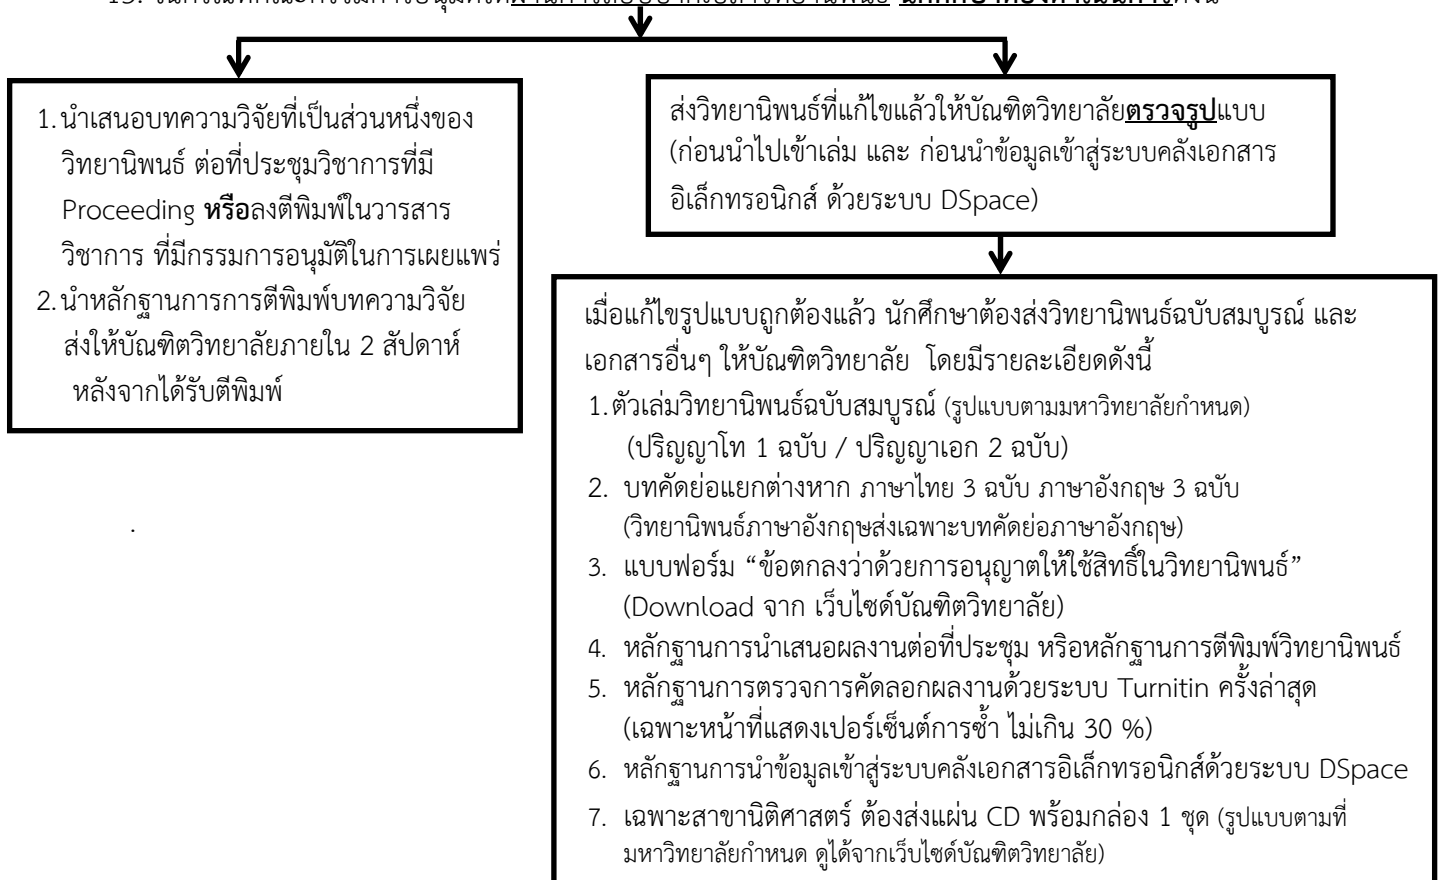 1. นำเสนอบทความวิจัยที่เป็นส่วนหนึ่งของ
วิทยานิพนธ์ ต่อที่ประชุมวิชาการที่มี
Proceeding หรือลงตีพิมพ์ในวารสาร
วิชาการ ที่มีกรรมการอนุมัติในการเผยแพร่
2. นำหลักฐานการการตีพิมพ์บทความวิจัย
ส่งให้บัณฑิตวิทยาลัยภายใน 2 สัปดาห์
หลังจากได้รับตีพิมพ์
ส่งวิทยานิพนธ์ที่แก้ไขแล้วให้บัณฑิตวิทยาลัยตรวจรูปแบบ
(ก่อนนำไปเข้าเล่ม และ ก่อนนำข้อมูลเข้าสู่ระบบคลังเอกสาร
อิเล็กทรอนิกส์ ด้วยระบบ DSpace)
เมื่อแก้ไขรูปแบบถูกต้องแล้ว นักศึกษาต้องส่งวิทยานิพนธ์ฉบับสมบูรณ์ และ
เอกสารอื่นๆ ให้บัณฑิตวิทยาลัย โดยมีรายละเอียดดังนี้
1. ตัวเล่มวิทยานิพนธ์ฉบับสมบูรณ์ (รูปแบบตามมหาวิทยาลัยกำหนด)
(ปริญญาโท 1 ฉบับ / ปริญญาเอก 2 ฉบับ)
2. บทคัดย่อแยกต่างหาก ภาษาไทย 3 ฉบับ ภาษาอังกฤษ 3 ฉบับ
(วิทยานิพนธ์ภาษาอังกฤษส่งเฉพาะบทคัดย่อภาษาอังกฤษ)
3. แบบฟอร์ม “ข้อตกลงว่าด้วยการอนุญาตให้ใช้สิทธิ์ในวิทยานิพนธ์”
(Download จาก เว็บไซด์บัณฑิตวิทยาลัย)
4. หลักฐานการนำเสนอผลงานต่อที่ประชุม หรือหลักฐานการตีพิมพ์วิทยานิพนธ์
5. หลักฐานการตรวจการคัดลอกผลงานด้วยระบบ Turnitin ครั้งล่าสุด
(เฉพาะหน้าที่แสดงเปอร์เซ็นต์การซ้ำ ไม่เกิน 30 %)
6. หลักฐานการนำข้อมูลเข้าสู่ระบบคลังเอกสารอิเล็กทรอนิกส์ด้วยระบบ DSpace
7. เฉพาะสาขานิติศาสตร์ ต้องส่งแผ่น CD พร้อมกล่อง 1 ชุด (รูปแบบตามที่
มหาวิทยาลัยกำหนด ดูได้จากเว็บไซด์บัณฑิตวิทยาลัย)